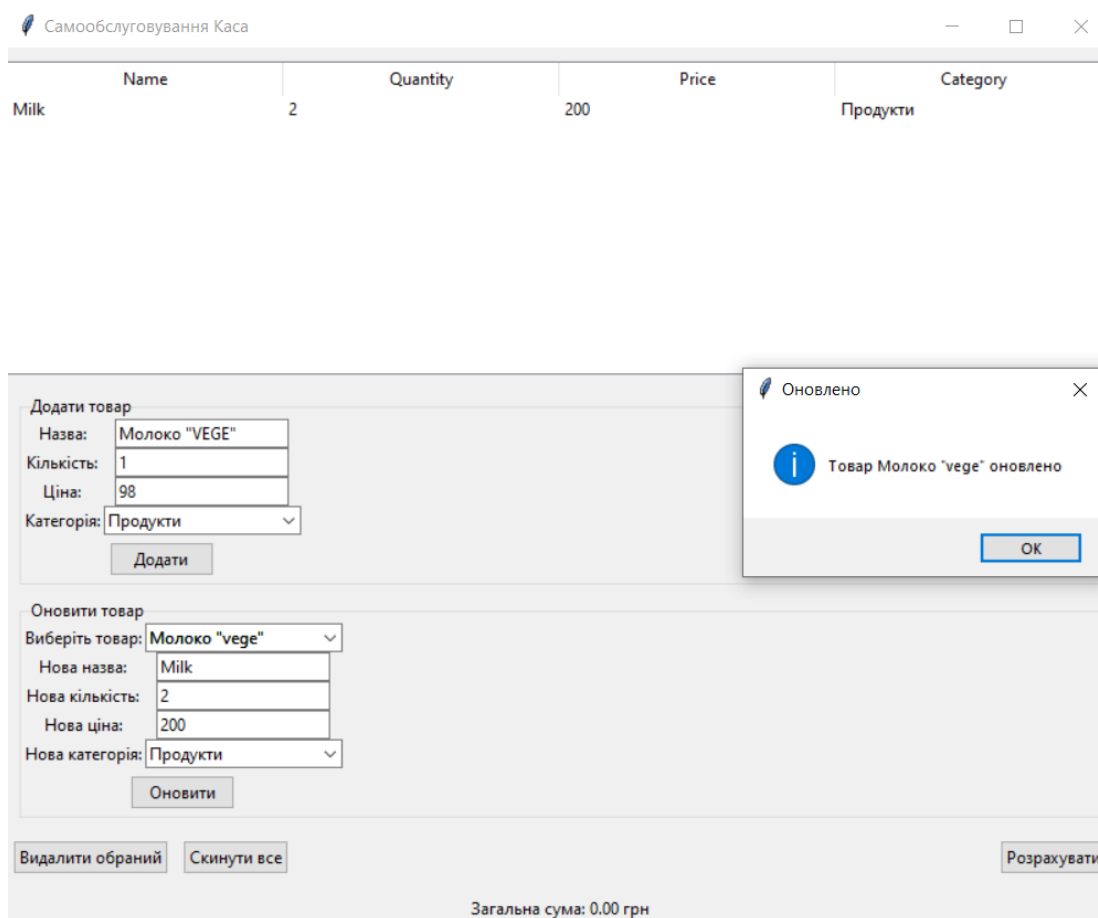 Самообслуговування Каса
Name Quantity Price Category
Milk 2 200 Продукти
Оновлено
Товар Молоко "vege" оновлено
OK
Додати товар
Назва: Молоко "VEGE"
Кількість: 1
Ціна: 98
Категорія: Продукти
Додати
Оновити товар
Виберіть товар: Молоко "vege"
Нова назва: Milk
Нова кількість: 2
Нова ціна: 200
Нова категорія: Продукти
Оновити
Видалити обраний Скинути все Розрахувати
Загальна сума: 0.00 грн